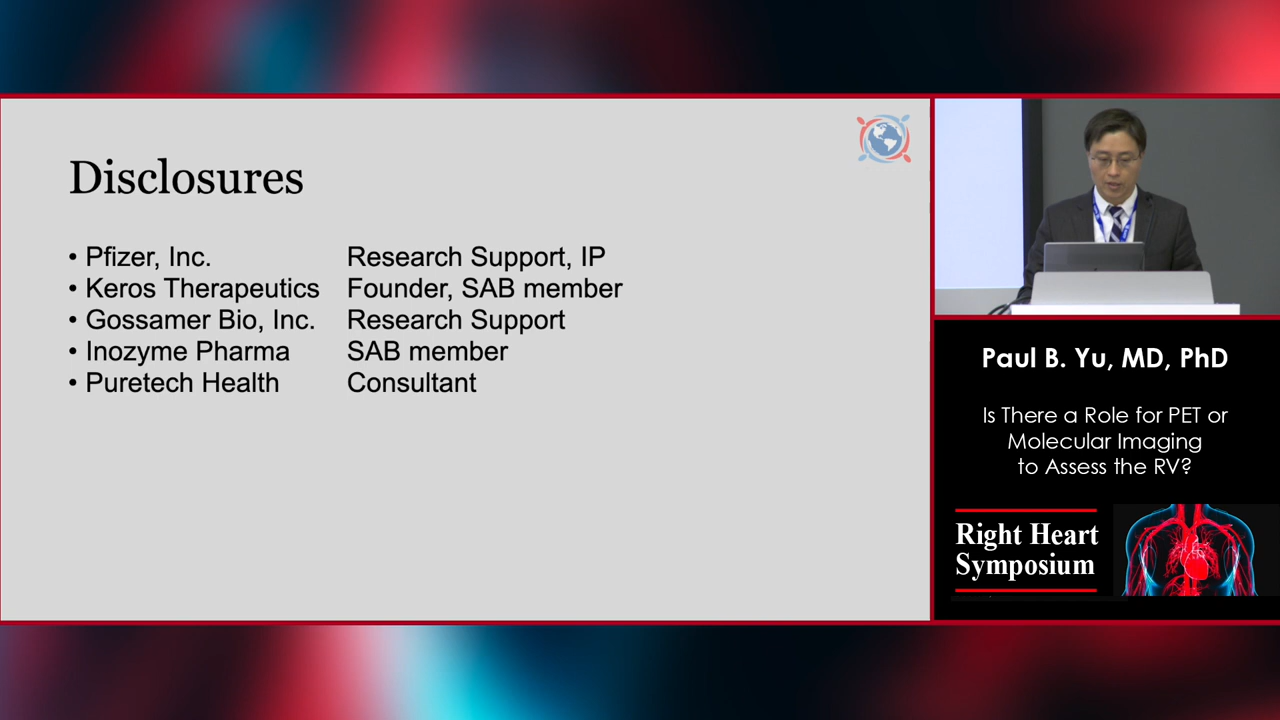 Disclosures
• Pfizer, Inc. Research Support, IP
• Keros Therapeutics Founder, SAB member
• Gossamer Bio, Inc. Research Support
• Inozyme Pharma SAB member
• Puretech Health Consultant
Paul B. Yu, MD, PhD
Is There a Role for PET or
Molecular Imaging
to Assess the RV?
Right Heart
Symposium